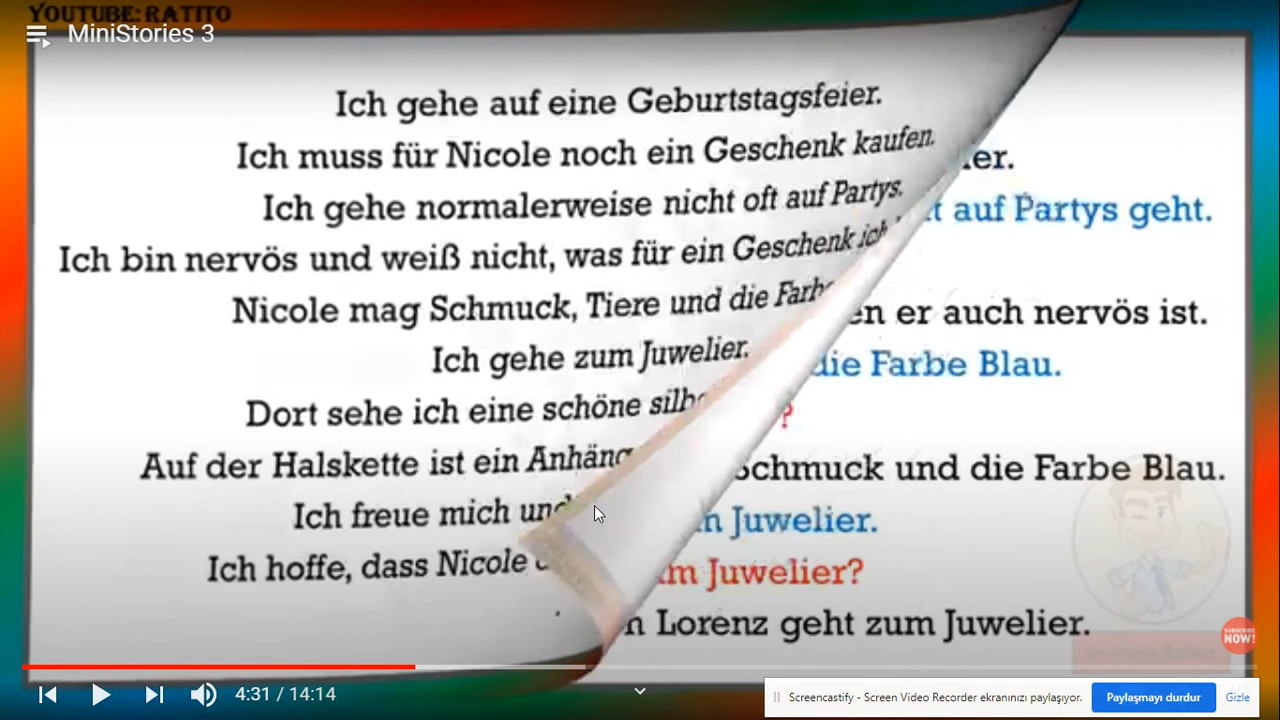 YOUTUBE: RATITO
MiniStories 3
Ich gehe auf eine Geburtstagsfeier.
Ich muss für Nicole noch ein Geschenk kaufen.
Ich gehe normalerweise nicht oft auf Partys.
auf Partys geht.
Ich bin nervös und weiß nicht, was für ein Geschenk ich
Nicole mag Schmuck, Tiere und die
er auch nervös ist.
Ich gehe zum Juwelier.
die Farbe Blau.
Dort sehe ich eine schöne
?
Auf der Halskette ist ein
Schmuck und die Farbe Blau.
Ich freue mich und
Juwelier.
Ich hoffe, dass Nicole
Juwelier?
Lorenz geht zum Juwelier.
SUBSCRIBE
NOW!
4:31 / 14:14
Screencastify - Screen Video Recorder ekranınızı paylaşıyor.
Paylaşmayı durdur
Gizle